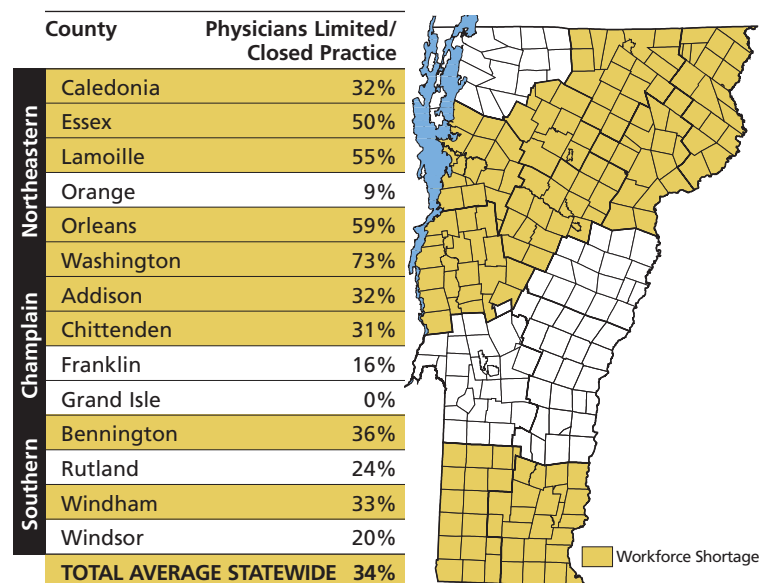 County Physicians Limited/
Closed Practice
Northeastern
Caledonia 32%
Essex 50%
Lamoille 55%
Orange 9%
Orleans 59%
Washington 73%
Champlain
Addison 32%
Chittenden 31%
Franklin 16%
Grand Isle 0%
Southern
Bennington 36%
Rutland 24%
Windham 33%
Windsor 20%
TOTAL AVERAGE STATEWIDE 34%
Workforce Shortage